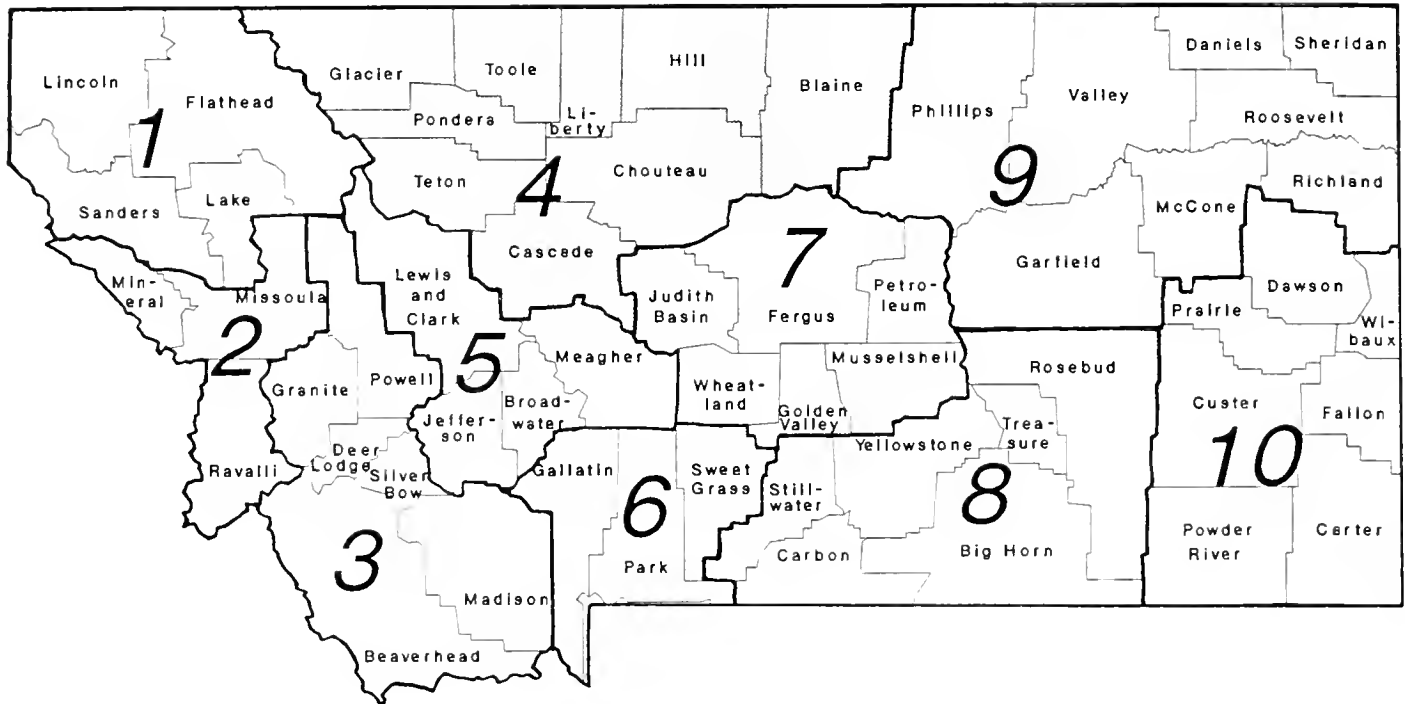 Lincoln
Flathead
1
Sanders
Lake
Glacier
Toole
Hill
Blaine
Pondera
Li-
berty
Teton
4
Chouteau
Cascade
Phillips
Valley
Daniels
Sheridan
Roosevelt
9
Richland
McCone
Garfield
Min-
eral
Missoula
2
Ravalli
Lewis
and
Clark
5
Meagher
Jeffer-
son
Broad-
water
Granite
Powell
Deer
Lodge
Silver
Bow
3
Madison
Beaverhead
Judith
Basin
7
Fergus
Petro-
leum
Wheat-
land
Golden
Valley
Musselshell
Gallatin
Sweet
Grass
6
Park
Still-
water
Yellowstone
Trea-
sure
Rosebud
8
Carbon
Big Horn
Dawson
Prairie
Wi-
baux
Custer
Fallon
10
Powder
River
Carter